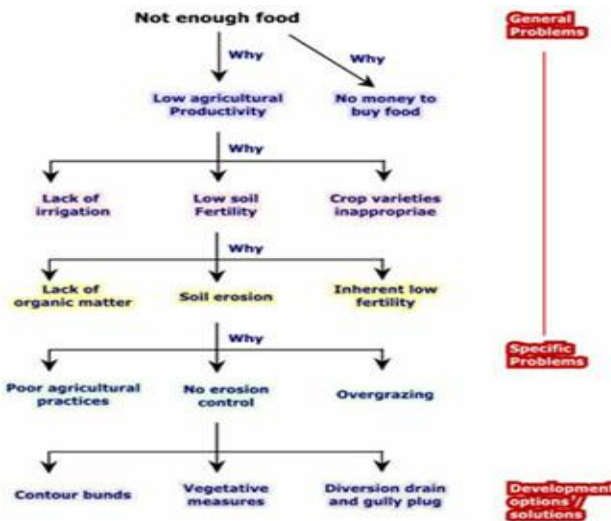 Not enough food
General
Problems
Why
Why
Low agricultural
Productivity
No money to
buy food
Why
Lack of
irrigation
Low soil
Fertility
Crop varieties
inappropriae
Why
Lack of
organic matter
Soil erosion
Inherent low
fertility
Why
Specific
Problems
Poor agricultural
practices
No erosion
control
Overgrazing
Contour bunds
Vegetative
measures
Diversion drain
and gully plug
Development
options '/
solutions